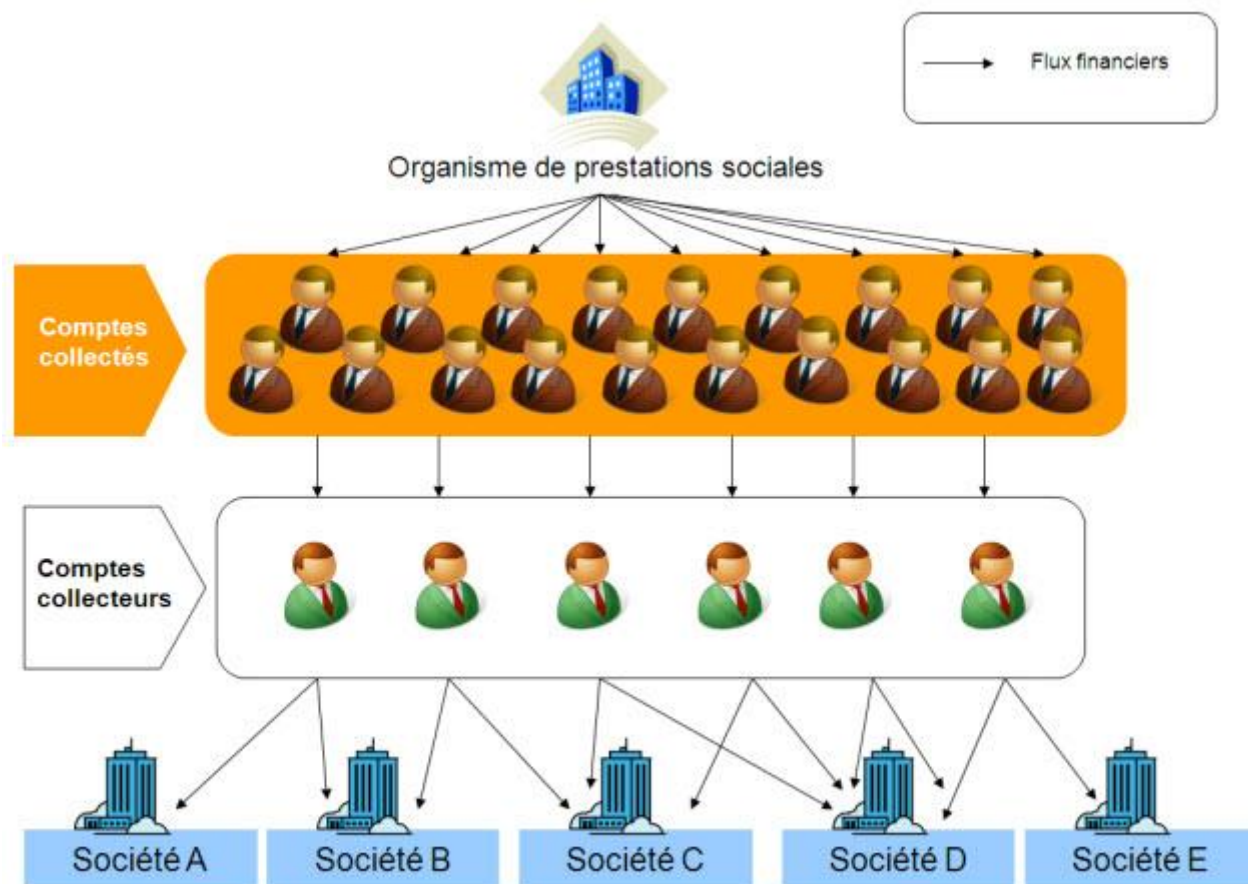 Flux financiers
Organisme de prestations sociales
Comptes
collectés
Comptes
collecteurs
Société A
Société B
Société C
Société D
Société E